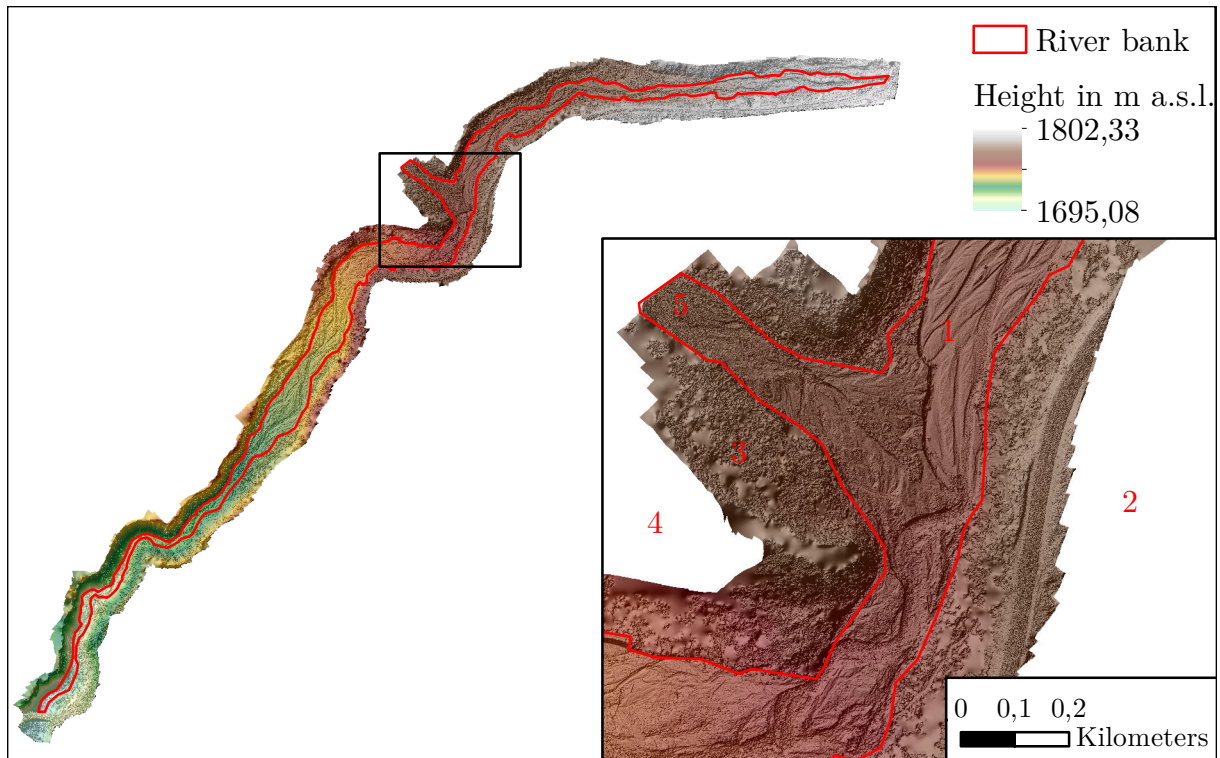 River bank
Height in m a.s.l.
1802,33
1695,08
5
1
3
2
4
0 0,1 0,2
Kilometers